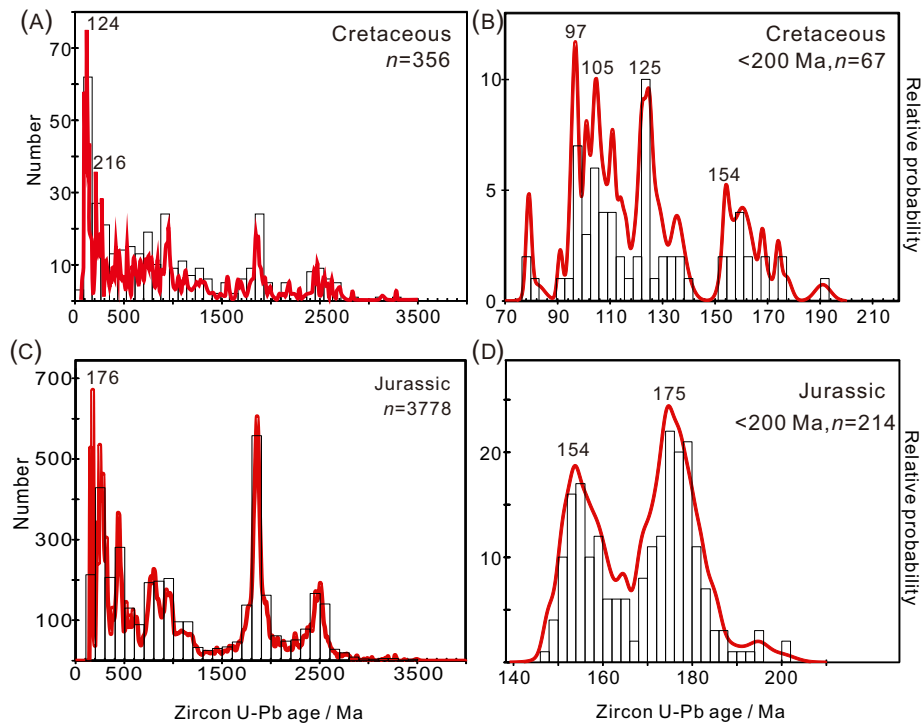 (A)
124
Cretaceous
n=356
216
Number
70
50
30
10
0
500
1500
2500
3500
(B)
97
105
125
154
Cretaceous
<200 Ma,n=67
Relative probability
10
5
0
70
90
110
130
150
170
190
210
(C)
176
Jurassic
n=3778
Number
700
500
300
100
0
500
1500
2500
3500
Zircon U-Pb age / Ma
(D)
154
175
Jurassic
<200 Ma,n=214
Relative probability
20
10
0
140
160
180
200
Zircon U-Pb age / Ma